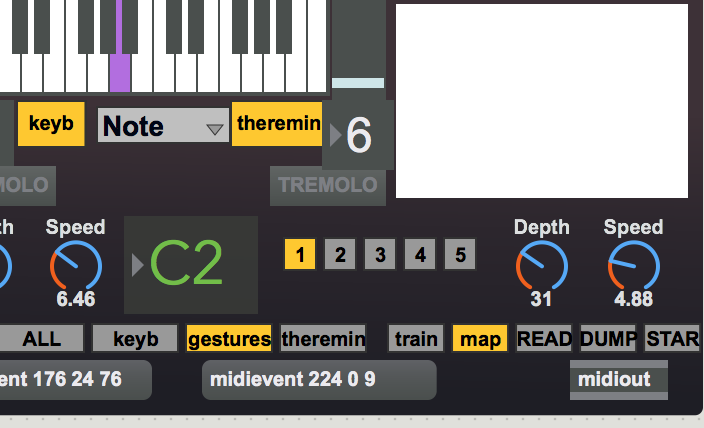 keyb Note theremin 6
MOLO TREMOLO
th Speed Depth Speed
C2 1 2 3 4 5
6.46 31 4.88
ALL keyb gestures theremin train map READ DUMP STAR
ent 176 24 76 midievent 224 0 9 midiout